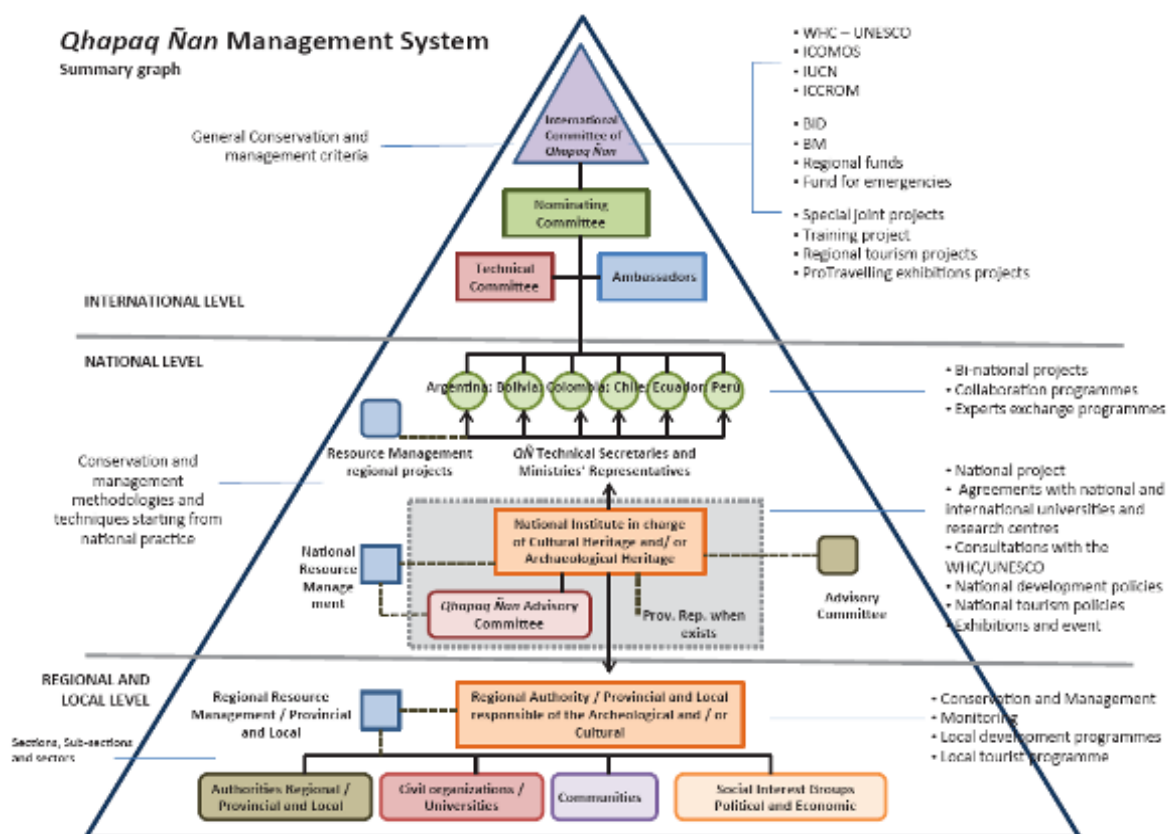 Qhapaq Ñan Management System
Summary graph
• WHC – UNESCO
• ICOMOS
• IUCN
• ICCROM
• BID
• BM
• Regional funds
• Fund for emergencies
• Special joint projects
• Training project
• Regional tourism projects
• ProTravelling exhibitions projects
General Conservation and
management criteria
International
Committee of
Qhapaq Ñan
Nominating
Committee
Technical
Committee
Ambassadors
INTERNATIONAL LEVEL
NATIONAL LEVEL
Argentina; Bolivia; Colombia; Chile; Ecuador; Perú
• Bi-national projects
• Collaboration programmes
• Experts exchange programmes
Resource Management
regional projects
QÑ Technical Secretaries and
Ministries' Representatives
Conservation and
management
methodologies and
techniques starting from
national practice
• National project
• Agreements with national and
international universities and
research centres
• Consultations with the
WHC/UNESCO
• National development policies
• National tourism policies
• Exhibitions and event
National Institute in charge
of Cultural Heritage and/ or
Archaeological Heritage
National
Resource
Manage
ment
Qhapaq Ñan Advisory
Committee
Prov. Rep. when
exists
Advisory
Committee
REGIONAL AND
LOCAL LEVEL
Regional Resource
Management / Provincial
and Local
Regional Authority / Provincial and Local
responsible of the Archeological and / or
Cultural
• Conservation and Management
• Monitoring
• Local development programmes
• Local tourist programme
Sections, Sub-sections
and sectors
Authorities Regional /
Provincial and Local
Civil organizations /
Universities
Communities
Social Interest Groups
Political and Economic